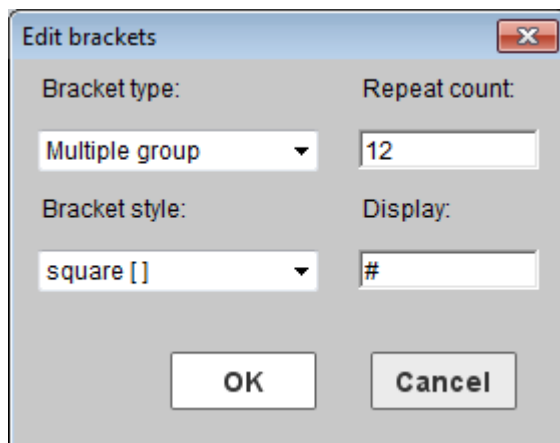 Edit brackets
Bracket type: Repeat count:
Multiple group 12
Bracket style: Display:
square [ ] #
OK Cancel